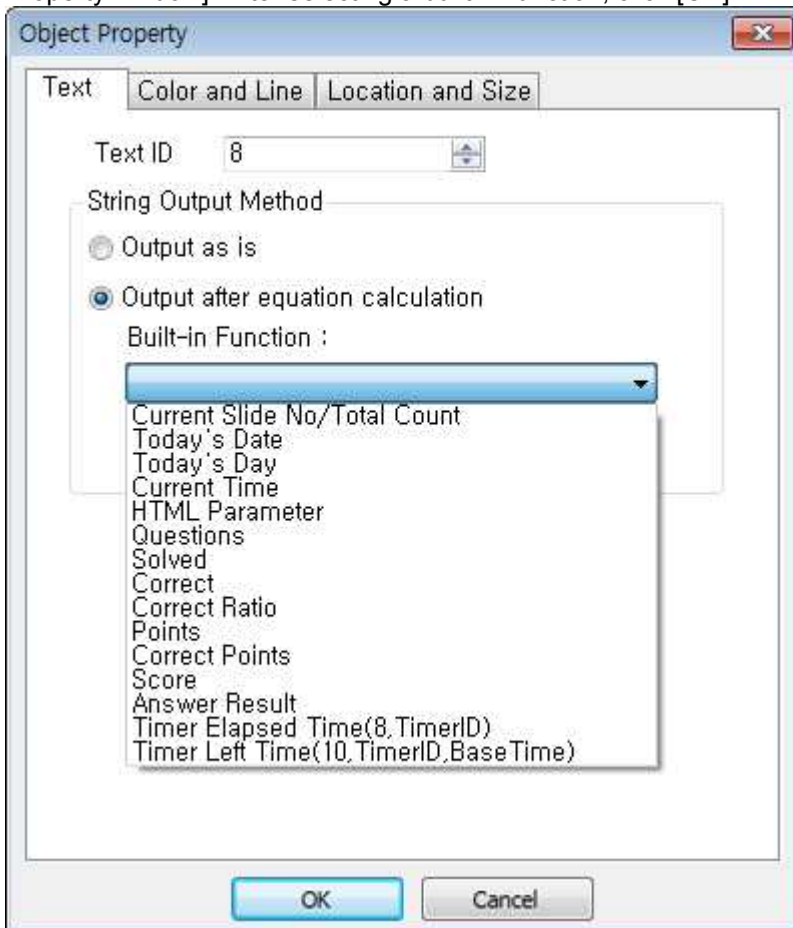 Object Property
Text Color and Line Location and Size
Text ID 8
String Output Method
Output as is
Output after equation calculation
Built-in Function :
Current Slide No/Total Count
Today's Date
Today's Day
Current Time
HTML Parameter
Questions
Solved
Correct
Correct Ratio
Points
Correct Points
Score
Answer Result
Timer Elapsed Time(8,TimerID)
Timer Left Time(10,TimerID,BaseTime)
OK Cancel